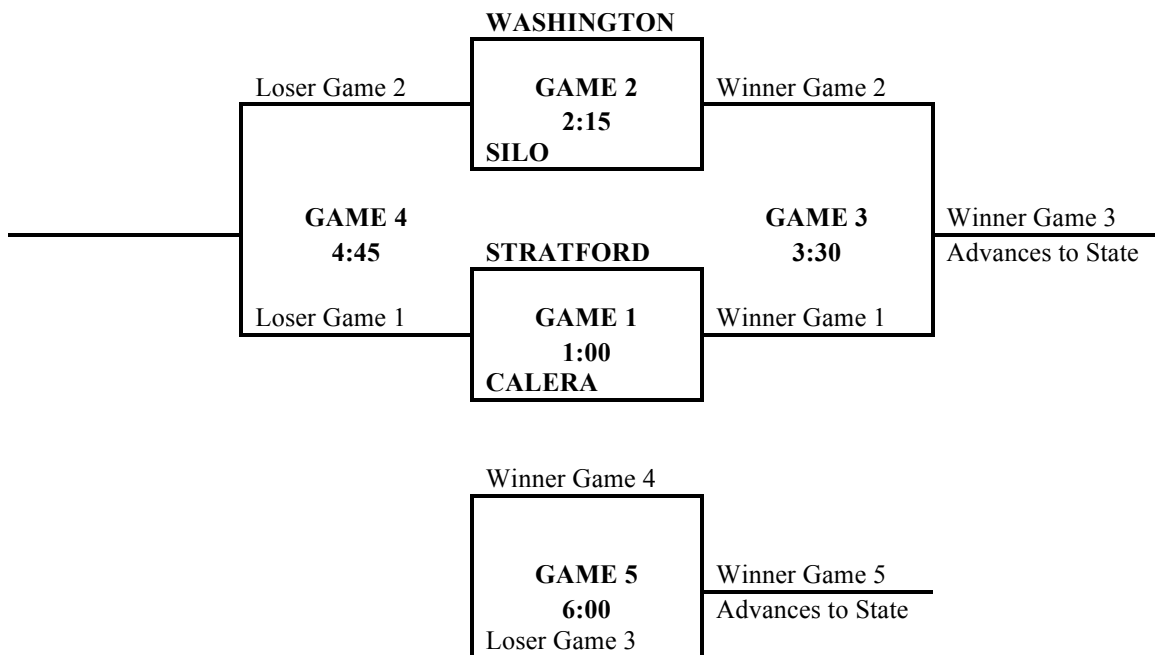 WASHINGTON
Loser Game 2
GAME 2
Winner Game 2
2:15
SILO
GAME 4
GAME 3
Winner Game 3
4:45
STRATFORD
3:30
Advances to State
Loser Game 1
GAME 1
Winner Game 1
1:00
CALERA
Winner Game 4
GAME 5
Winner Game 5
6:00
Advances to State
Loser Game 3